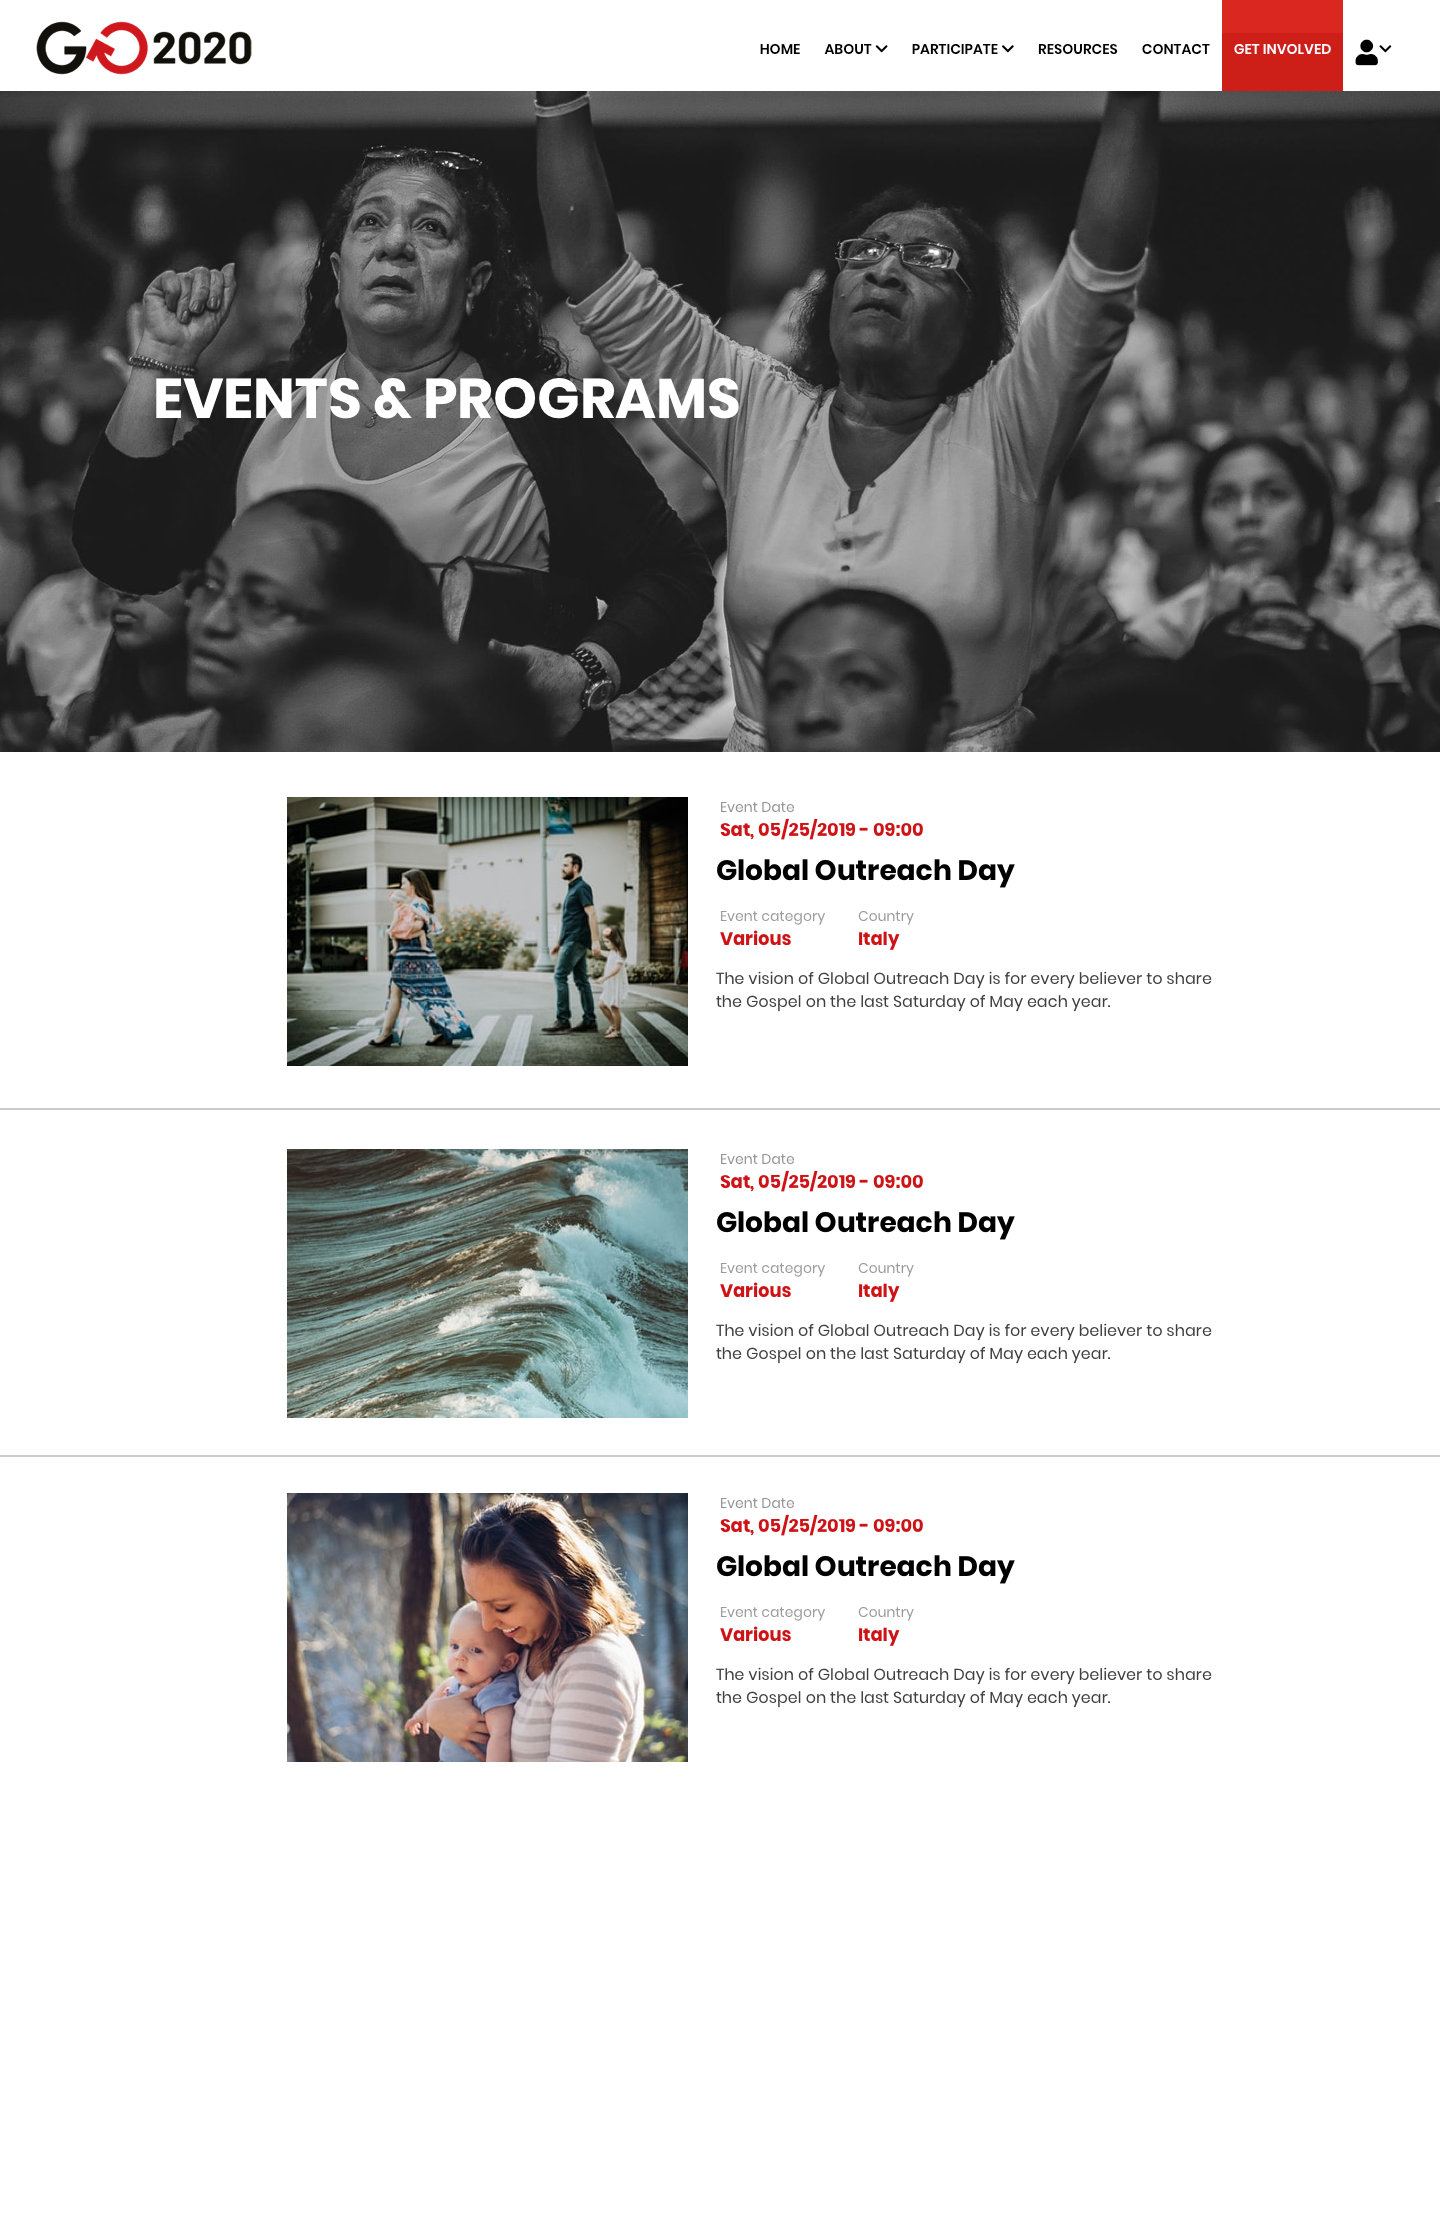 GO2020
HOME ABOUT PARTICIPATE RESOURCES CONTACT GET INVOLVED
EVENTS & PROGRAMS
Event Date
Sat, 05/25/2019 - 09:00
Global Outreach Day
Event category Country
Various Italy
The vision of Global Outreach Day is for every believer to share
the Gospel on the last Saturday of May each year.
Event Date
Sat, 05/25/2019 - 09:00
Global Outreach Day
Event category Country
Various Italy
The vision of Global Outreach Day is for every believer to share
the Gospel on the last Saturday of May each year.
Event Date
Sat, 05/25/2019 - 09:00
Global Outreach Day
Event category Country
Various Italy
The vision of Global Outreach Day is for every believer to share
the Gospel on the last Saturday of May each year.